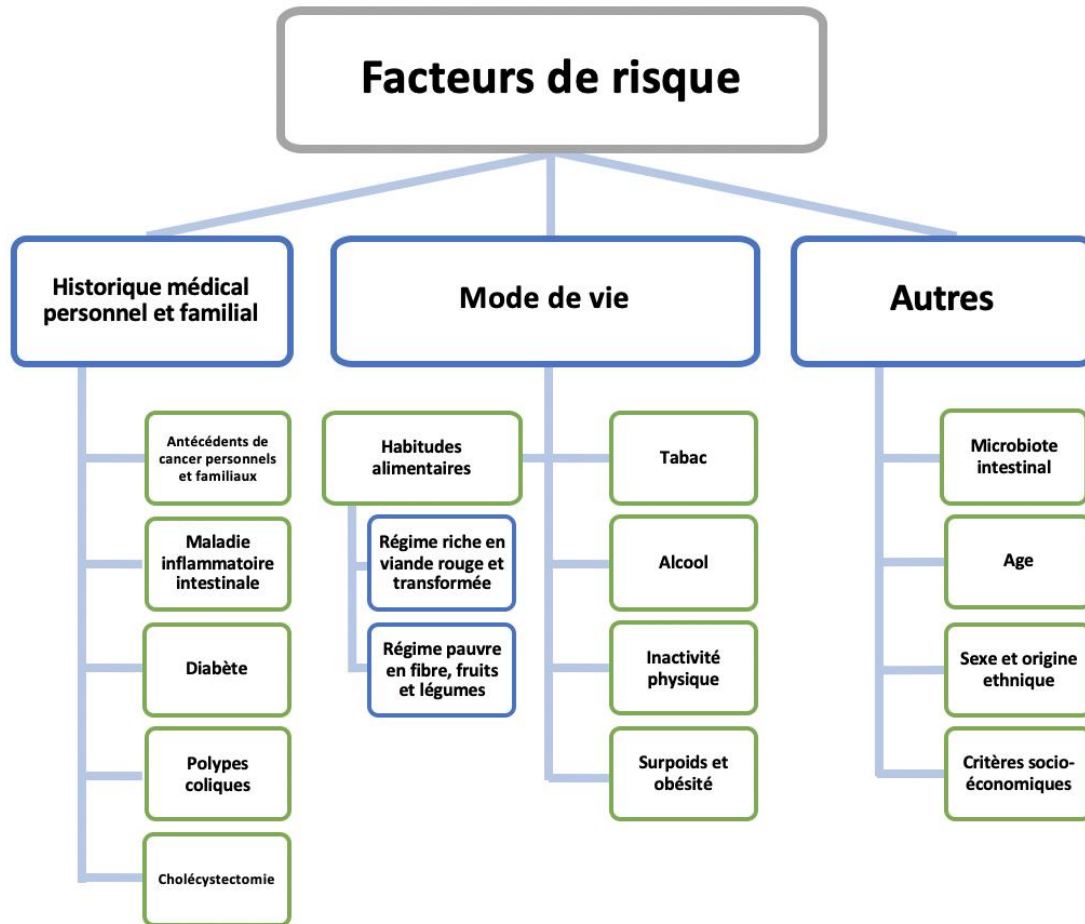 Facteurs de risque
Historique médical
personnel et familial
Mode de vie
Autres
Antécédents de
cancer personnels
et familiaux
Maladie
inflammatoire
intestinale
Diabète
Polypes
coliques
Cholécystectomie
Habitudes
alimentaires
Régime riche en
viande rouge et
transformée
Régime pauvre
en fibre, fruits
et légumes
Tabac
Alcool
Inactivité
physique
Surpoids et
obésité
Microbiote
intestinal
Age
Sexe et origine
ethnique
Critères socio-
économiques